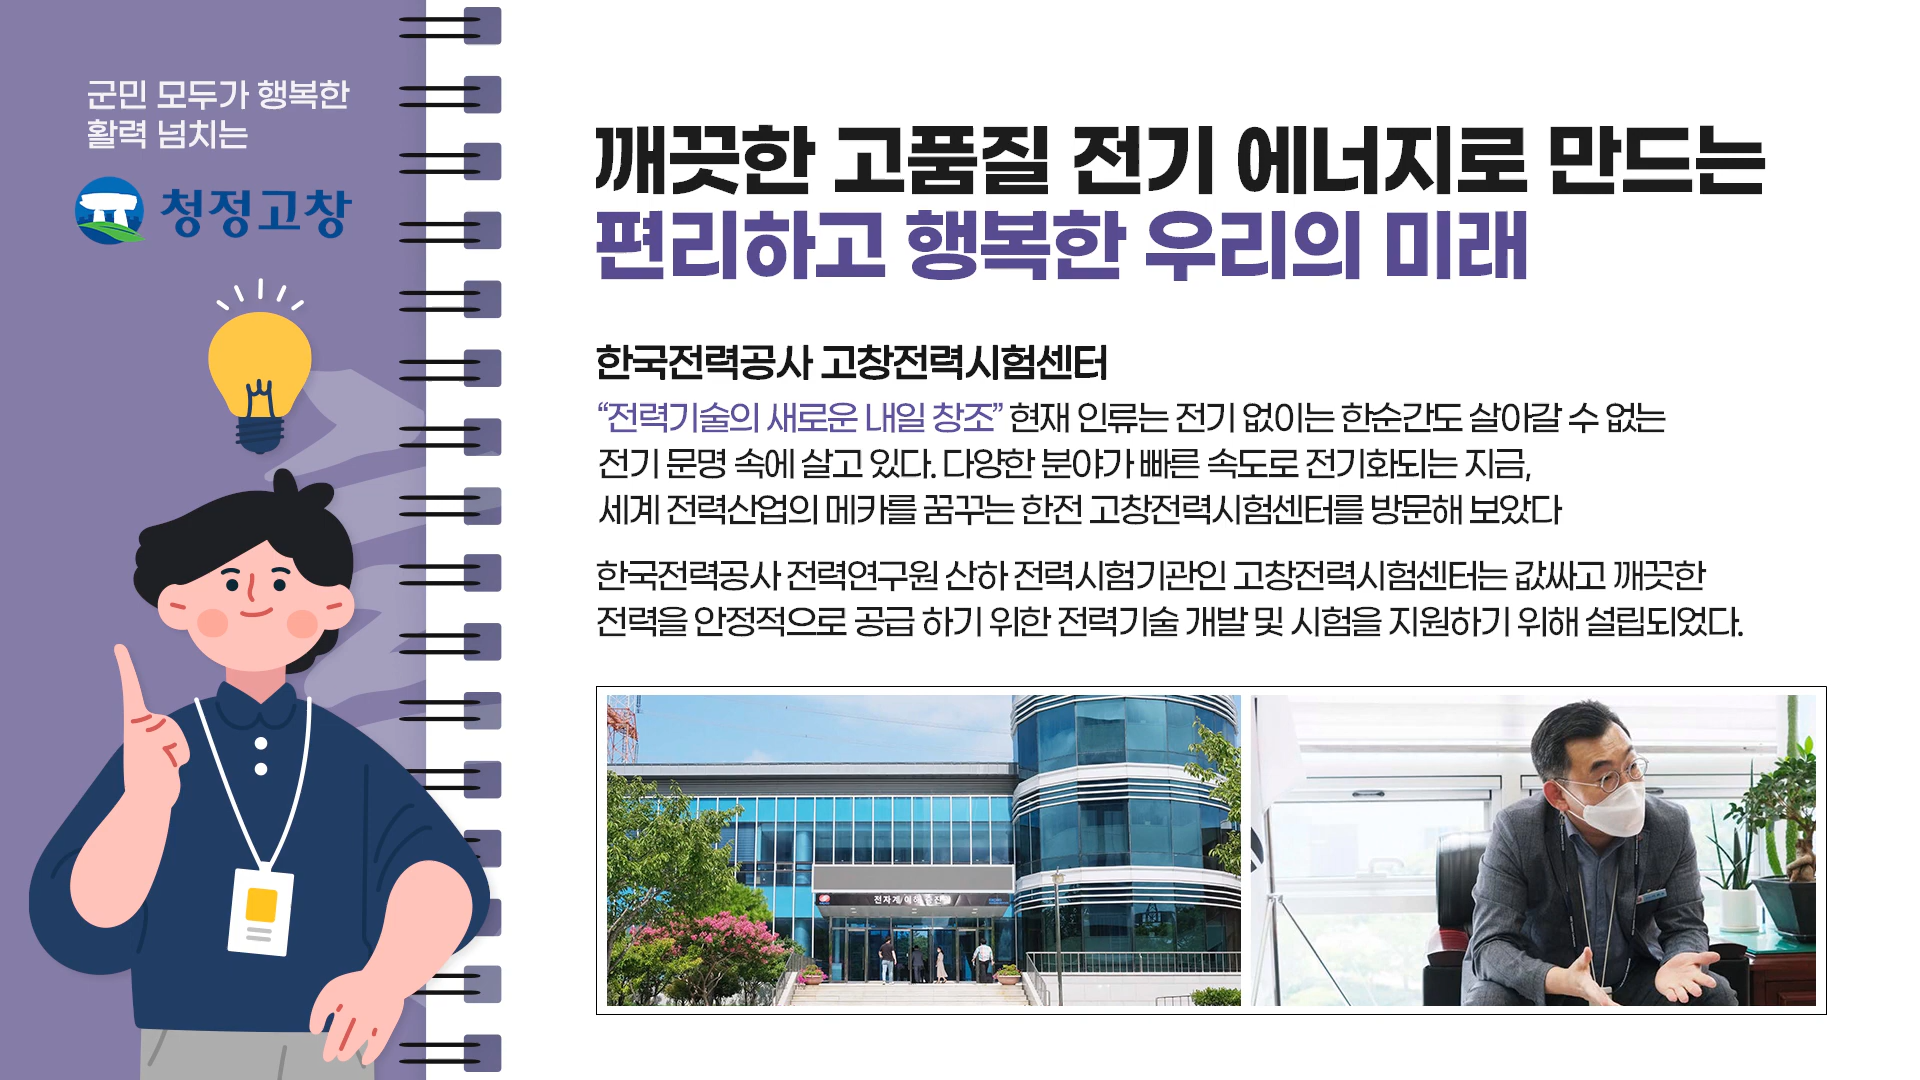 군민 모두가 행복한
활력 넘치는
청정고창
깨끗한 고품질 전기 에너지로 만드는
편리하고 행복한 우리의 미래
한국전력공사 고창전력시험센터
“전력기술의 새로운 내일 창조” 현재 인류는 전기 없이는 한순간도 살아갈 수 없는
전기 문명 속에 살고 있다. 다양한 분야가 빠른 속도로 전기화되는 지금,
세계 전력산업의 메카를 꿈꾸는 한전 고창전력시험센터를 방문해 보았다
한국전력공사 전력연구원 산하 전력시험기관인 고창전력시험센터는 값싸고 깨끗한
전력을 안정적으로 공급 하기 위한 전력기술 개발 및 시험을 지원하기 위해 설립되었다.